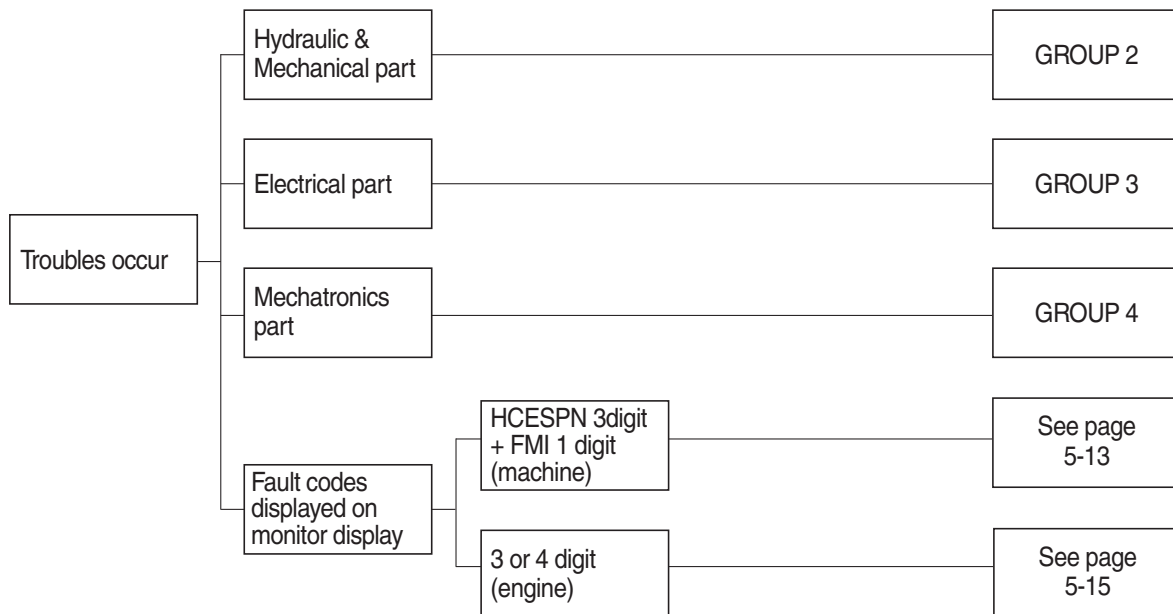 Troubles occur
Hydraulic &
Mechanical part
GROUP 2
Electrical part
GROUP 3
Mechatronics
part
GROUP 4
Fault codes
displayed on
monitor display
HCESPN 3digit
+ FMI 1 digit
(machine)
See page
5-13
3 or 4 digit
(engine)
See page
5-15